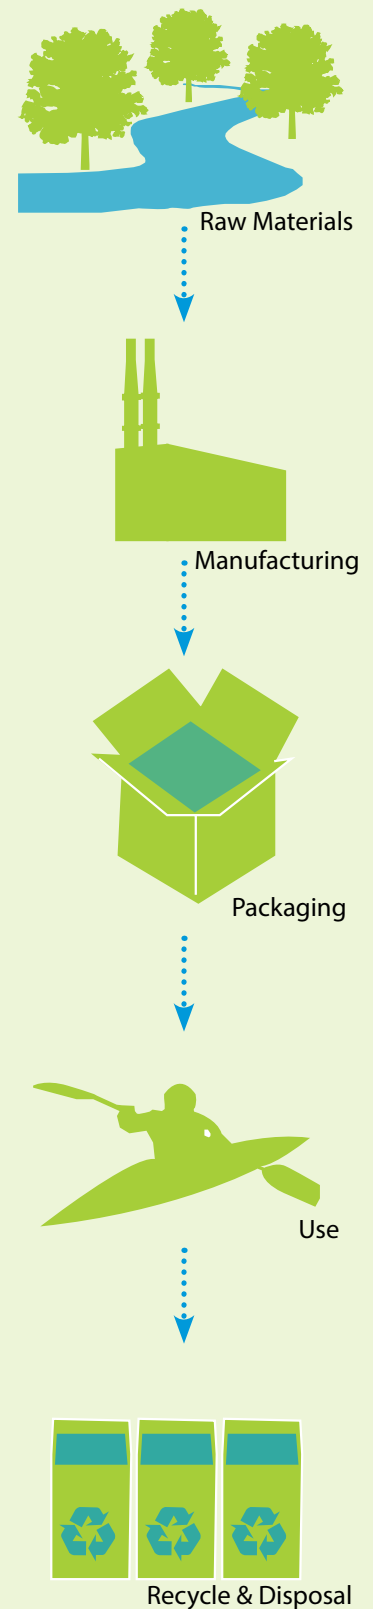 Raw Materials
Manufacturing
Packaging
Use
Recycle & Disposal